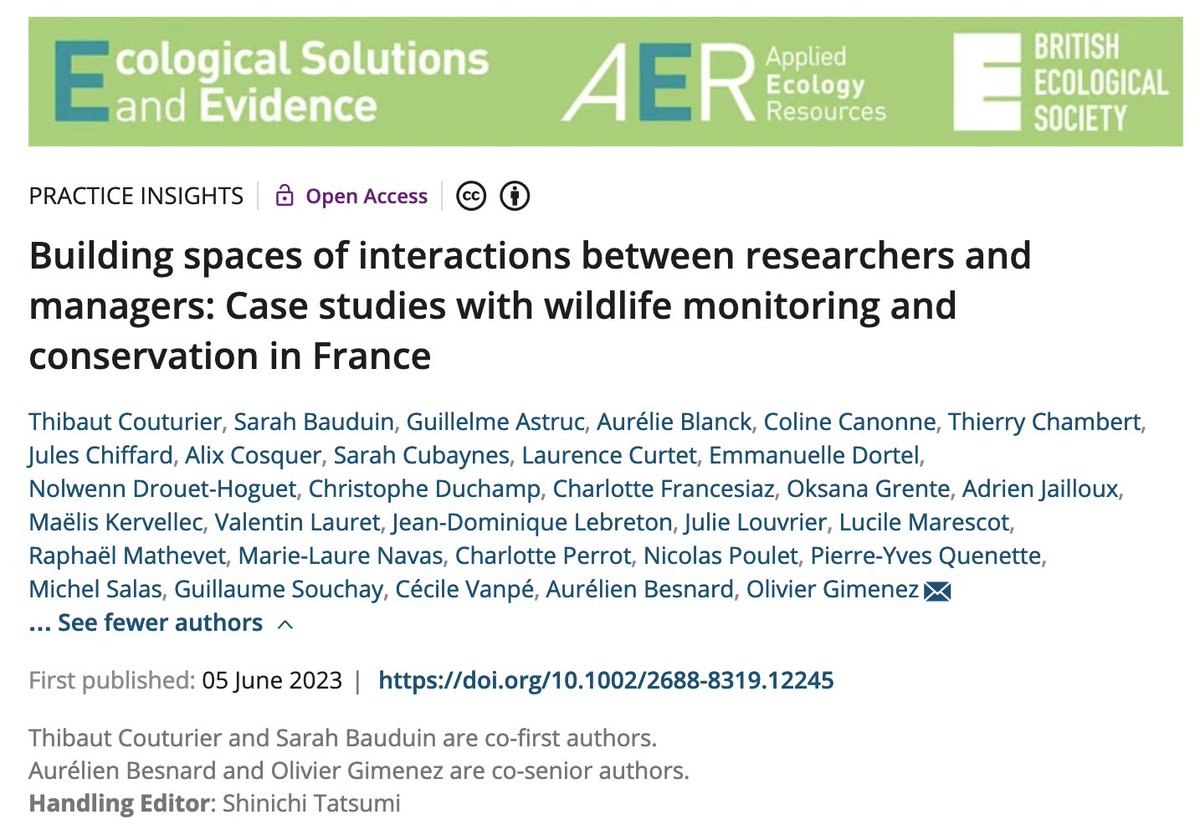 Ecological Solutions
and Evidence
AER Applied
Ecology
Resources
BRITISH
ECOLOGICAL
SOCIETY
PRACTICE INSIGHTS
Open Access
cc
Building spaces of interactions between researchers and
managers: Case studies with wildlife monitoring and
conservation in France
Thibaut Couturier, Sarah Bauduin, Guillelme Astruc, Aurélie Blanck, Coline Canonne, Thierry Chambert,
Jules Chiffard, Alix Cosquer, Sarah Cubaynes, Laurence Curtet, Emmanuelle Dortel,
Nolwenn Drouet-Hoguet, Christophe Duchamp, Charlotte Francesiaz, Oksana Grente, Adrien Jailloux,
Maëlis Kervellec, Valentin Lauret, Jean-Dominique Lebreton, Julie Louvrier, Lucile Marescot,
Raphaël Mathevet, Marie-Laure Navas, Charlotte Perrot, Nicolas Poulet, Pierre-Yves Quenette,
Michel Salas, Guillaume Souchay, Cécile Vanpé, Aurélien Besnard, Olivier Gimenez
... See fewer authors
First published: 05 June 2023 | https://doi.org/10.1002/2688-8319.12245
Thibaut Couturier and Sarah Bauduin are co-first authors.
Aurélien Besnard and Olivier Gimenez are co-senior authors.
Handling Editor: Shinichi Tatsumi